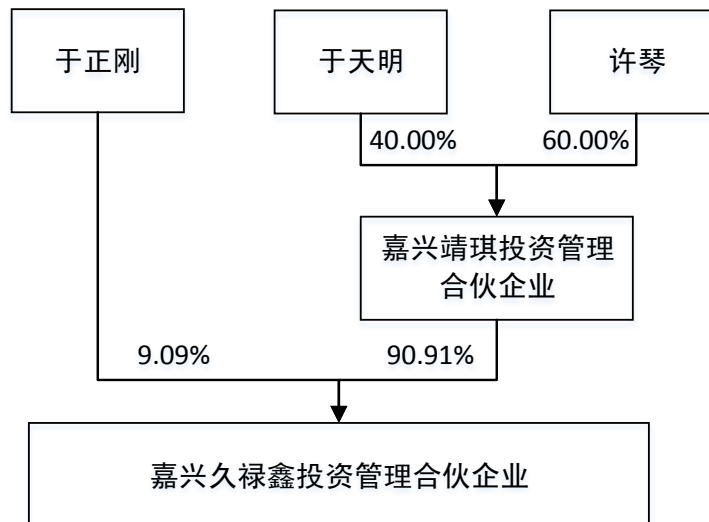 于正刚
于天明
许琴
40.00%
60.00%
嘉兴靖琪投资管理
合伙企业
9.09%
90.91%
嘉兴久禄鑫投资管理合伙企业